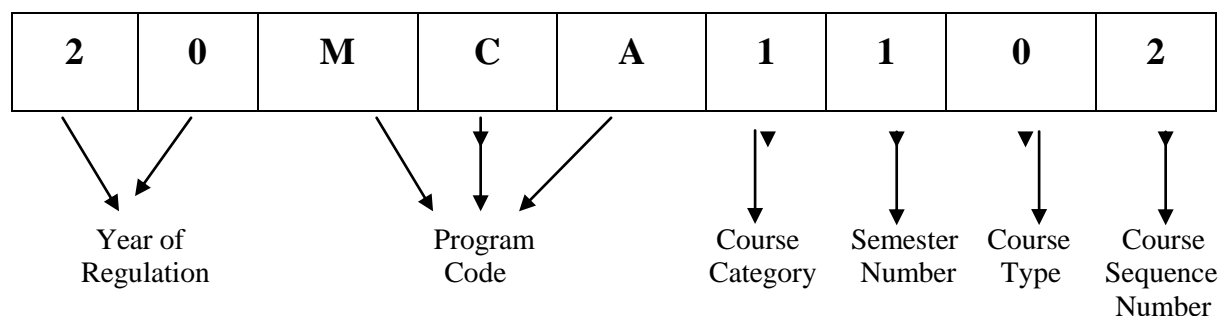 2 0 M C A 1 1 0 2
Year of Program Course Semester Course Course
Regulation Code Category Number Type Sequence
Number